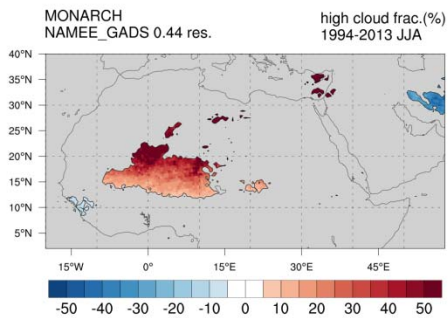 MONARCH
NAMEE_GADS 0.44 res.
high cloud frac.(%)
1994-2013 JJA
40°N
35°N
30°N
25°N
20°N
15°N
10°N
5°N
15°W 0° 15°E 30°E 45°E
-50 -40 -30 -20 -10 0 10 20 30 40 50